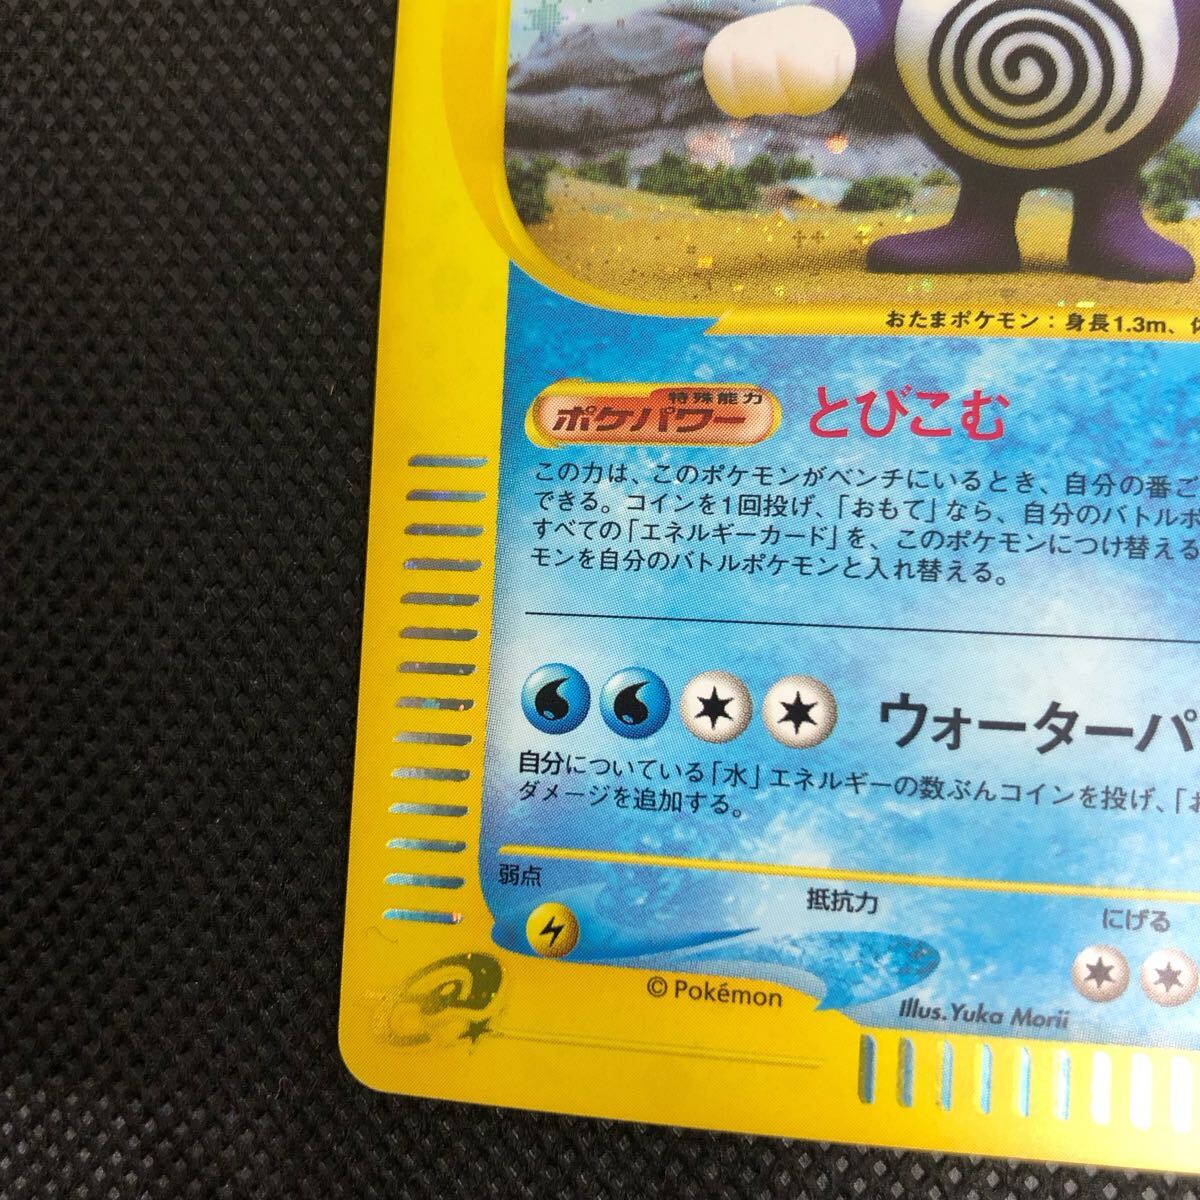 おたまポケモン：身長1.3m、体
特殊能力
ポケパワー とびこむ
この力は、このポケモンがベンチにいるとき、自分の番ご
できる。コインを1回投げ、「おもて」なら、自分のバトルポ
すべての「エネルギーカード」を、このポケモンにつけ替える
モンを自分のバトルポケモンと入れ替える。
ウォーターパ
自分についている「水」エネルギーの数ぶんコインを投げ、「お
ダメージを追加する。
弱点 抵抗力 にげる
© Pokémon Illus. Yuka Morii